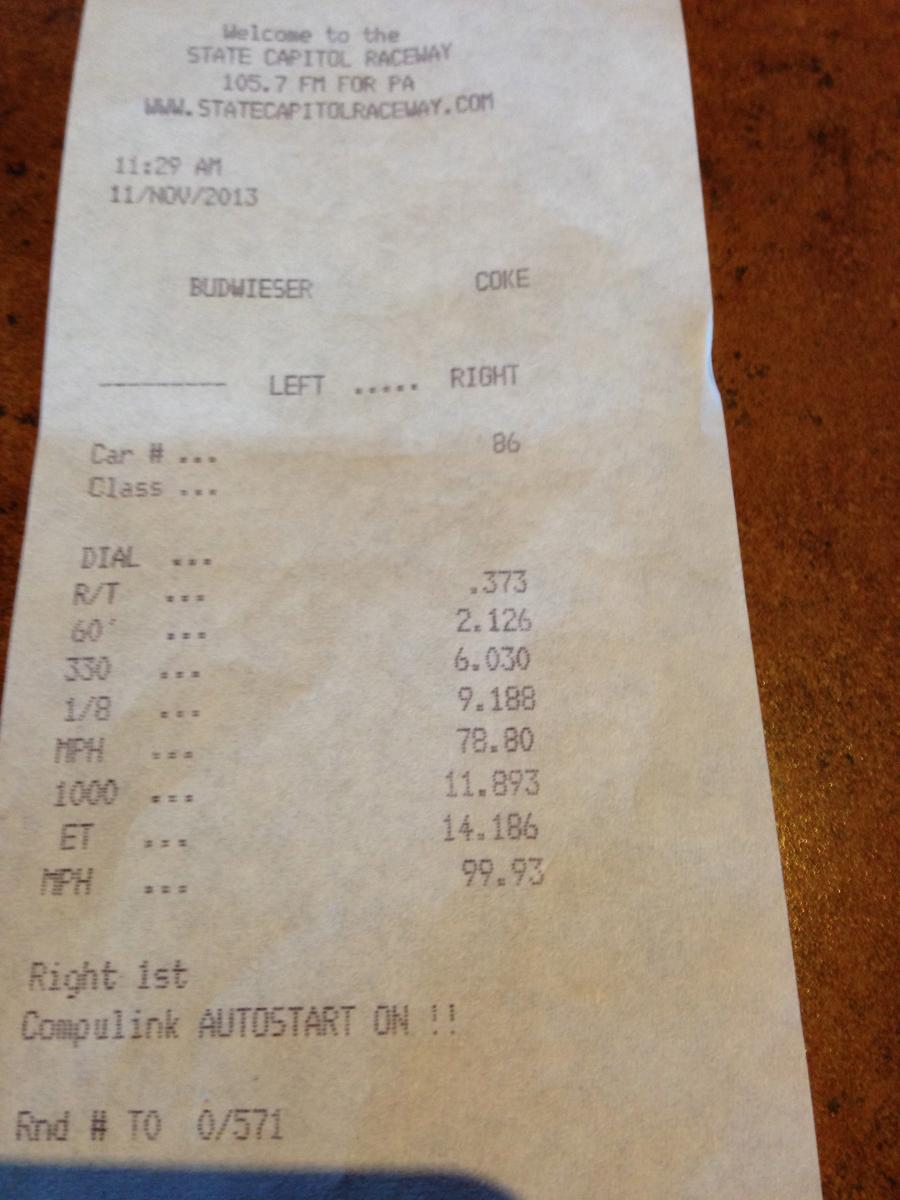 Welcome to the
STATE CAPITOL RACEWAY
105.7 FM FOR PA
WWW.STATECAPITOLRACEWAY.COM
11:29 AM
11/NOV/2013
BUDWIESER COKE
--------- LEFT ..... RIGHT
Car # ... 86
Class ...
DIAL ...
R/T ... .373
60' ... 2.126
330 ... 6.030
1/8 ... 9.188
MPH ... 78.80
1000 ... 11.893
ET ... 14.186
MPH ... 99.93
Right 1st
Compulink AUTOSTART ON !!
Rnd # TO 0/571